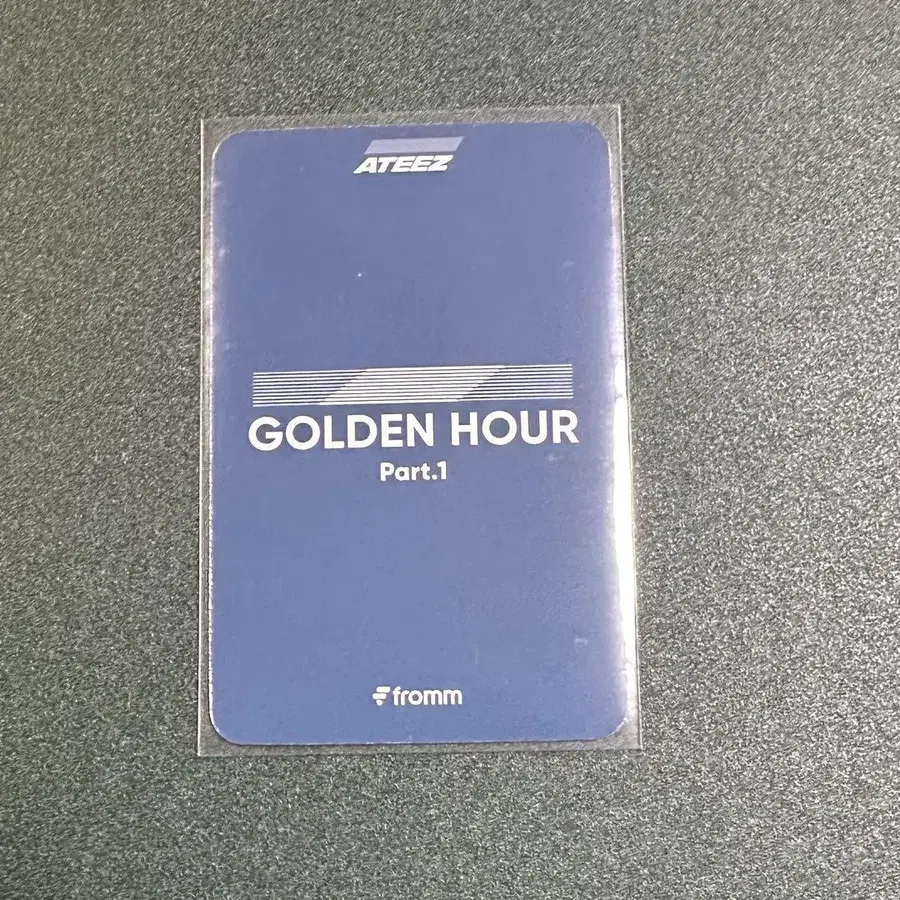 ATEEZ
GOLDEN HOUR
Part.1
fromm